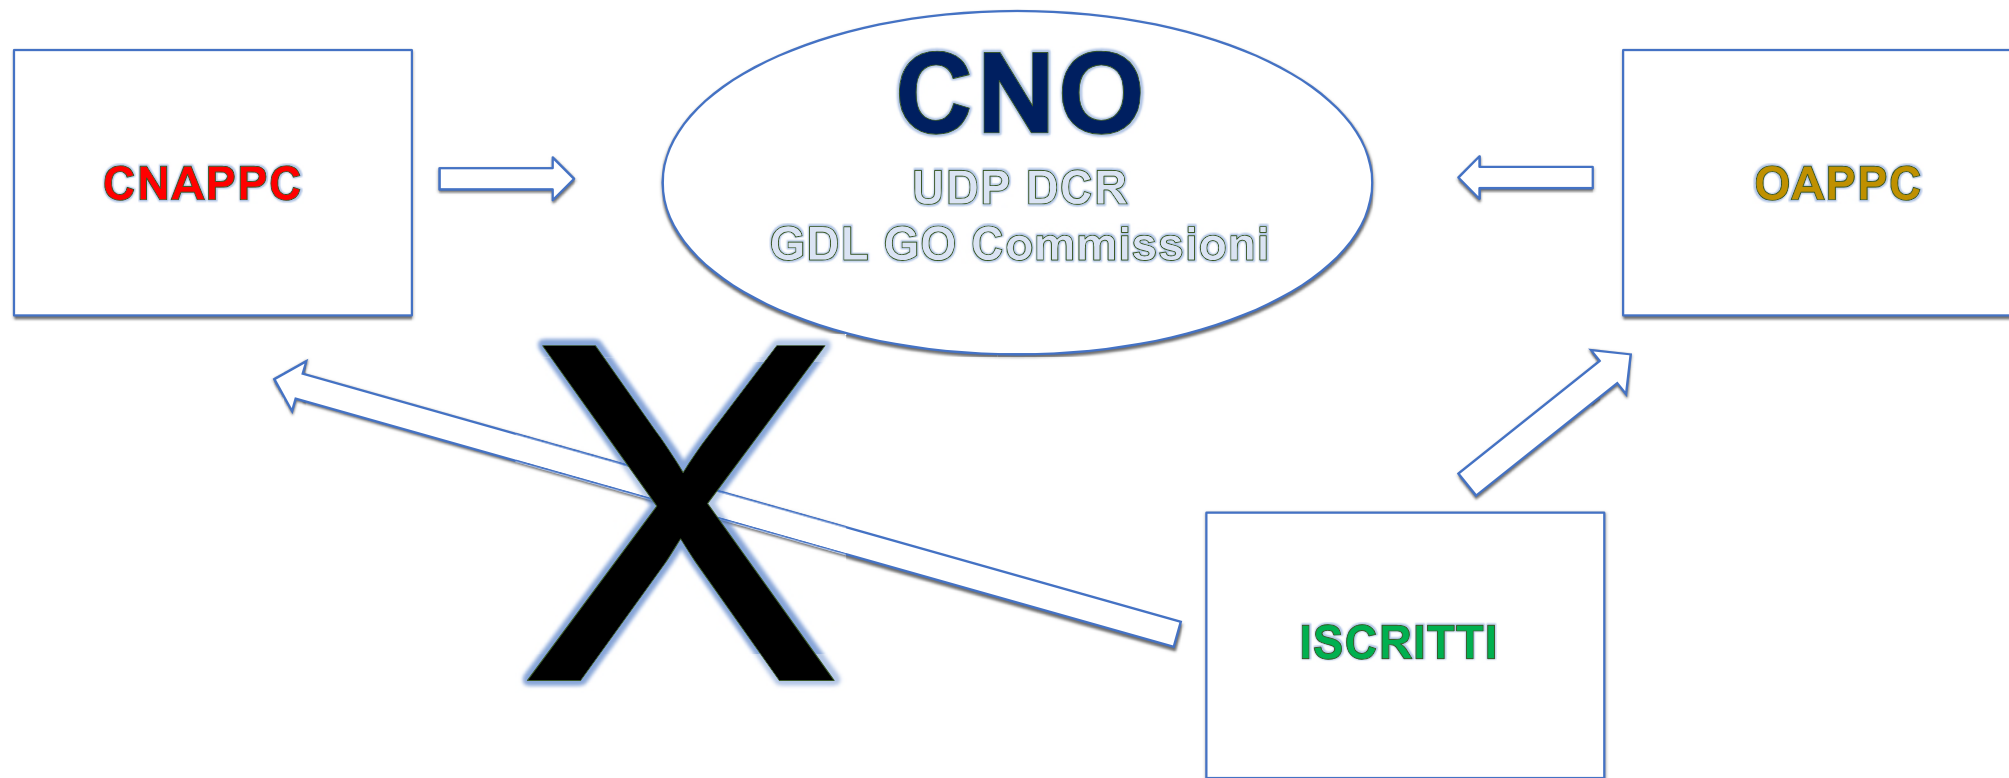 CNO
CNAPPC
UDP DCR
OAPPC
GDL GO Commissioni
X
ISCRITTI